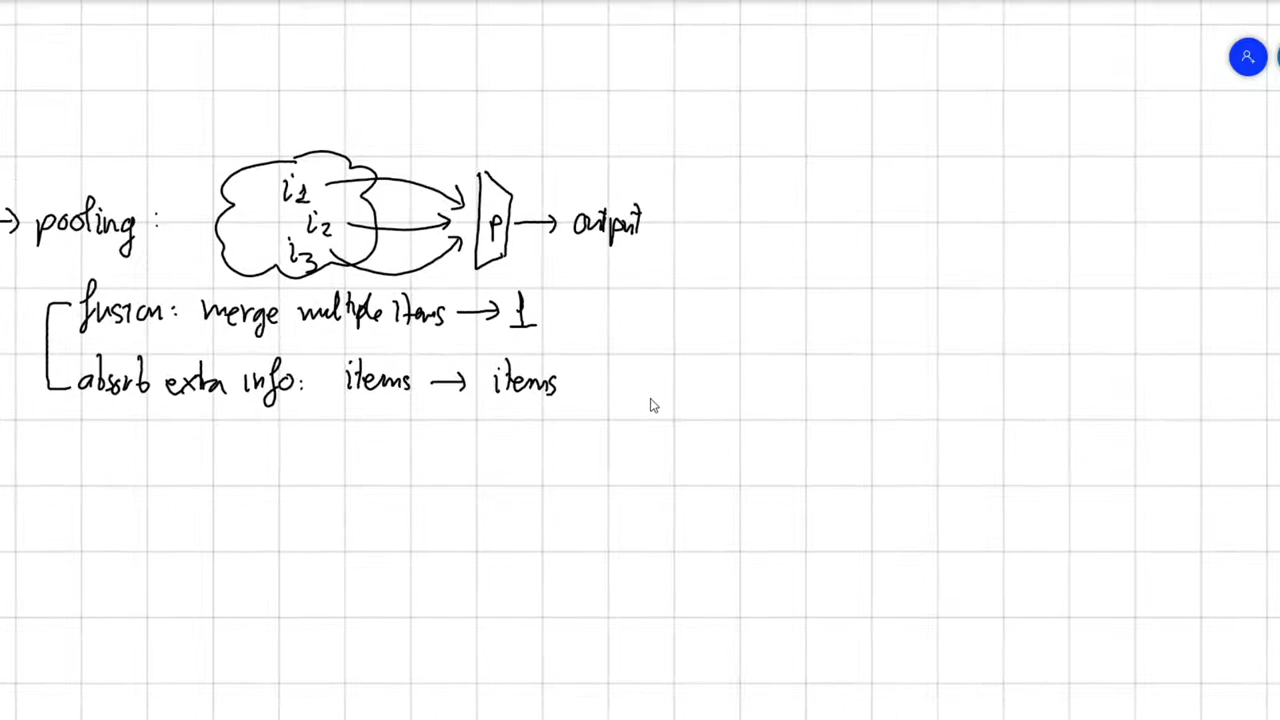 i1
→ pooling: i2 P → output
i3
fusion: merge multiple items → 1
absorb extra info: items → items